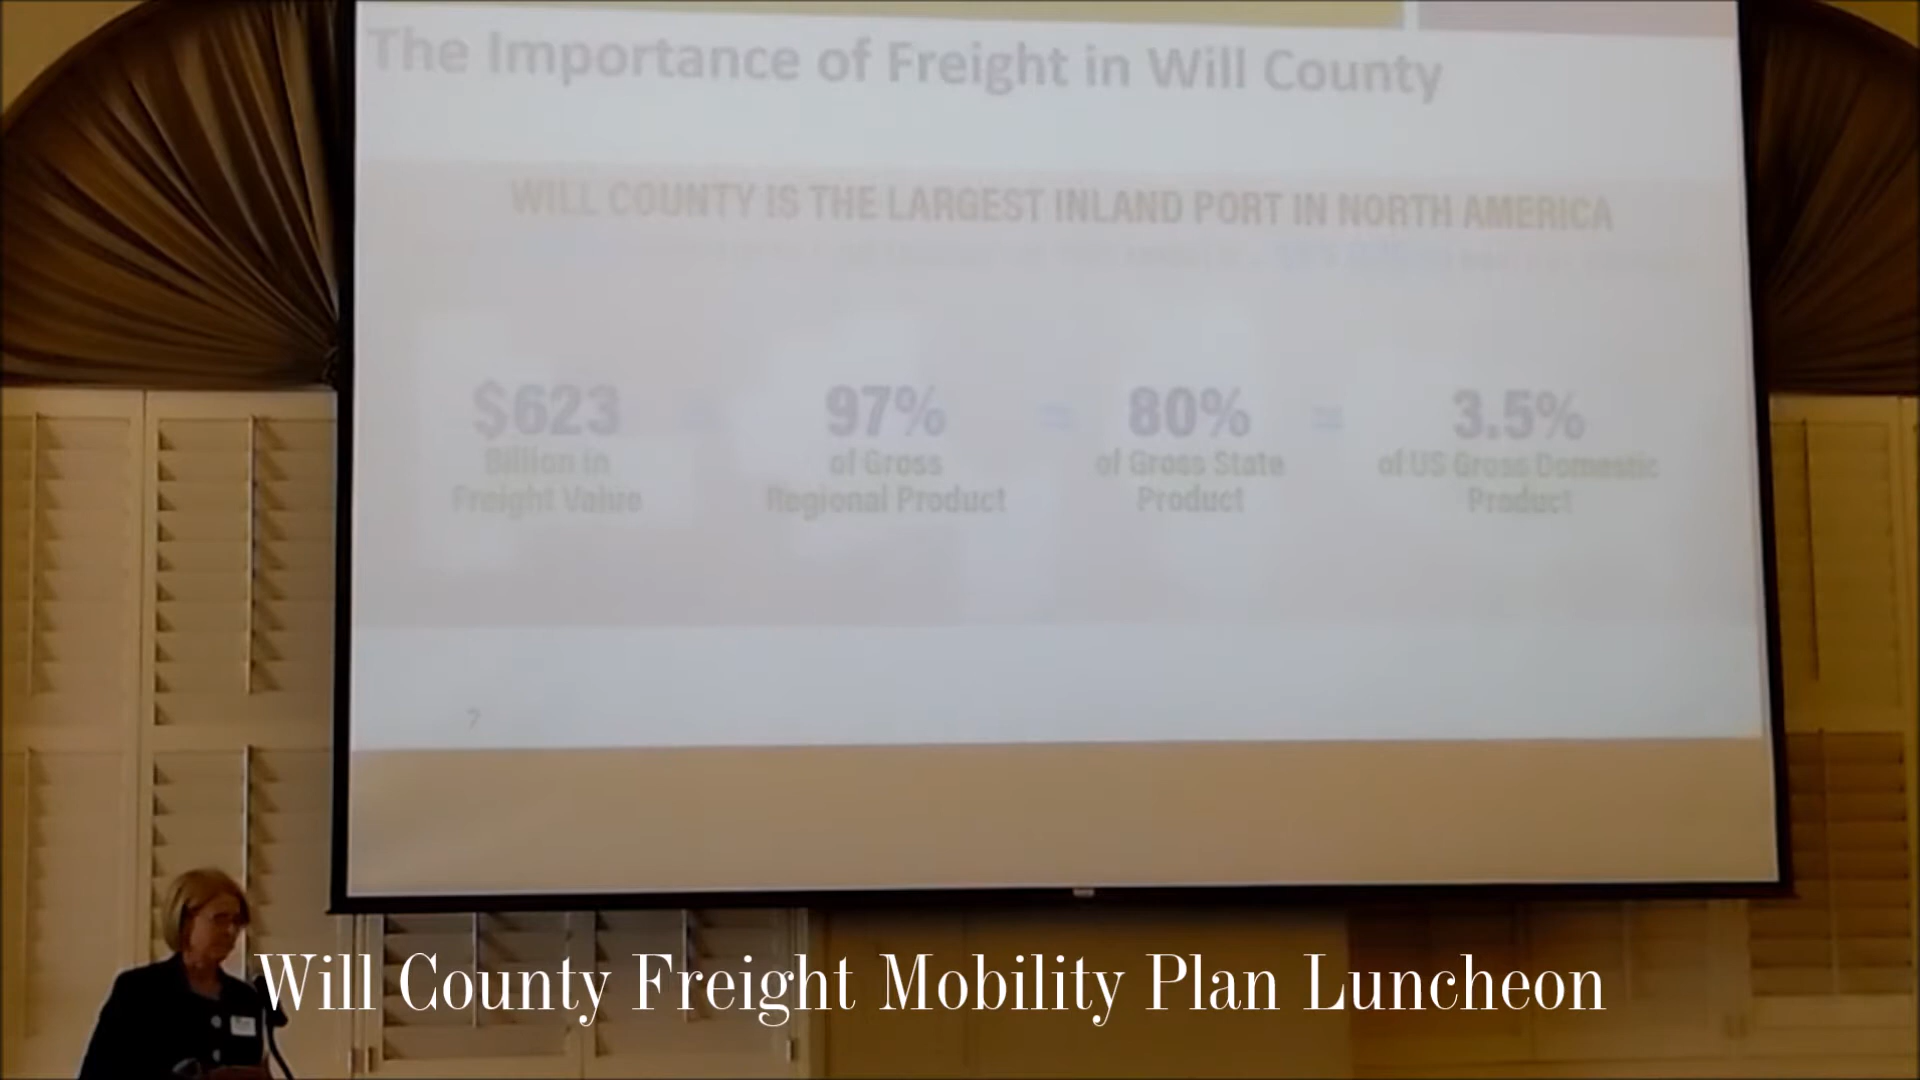 The Importance of Freight in Will County
WILL COUNTY IS THE LARGEST INLAND PORT IN NORTH AMERICA
$623
Billion in
Freight Value
=
97%
of Gross
Regional Product
=
80%
of Gross State
Product
=
3.5%
of US Gross Domestic
Product
7
Will County Freight Mobility Plan Luncheon